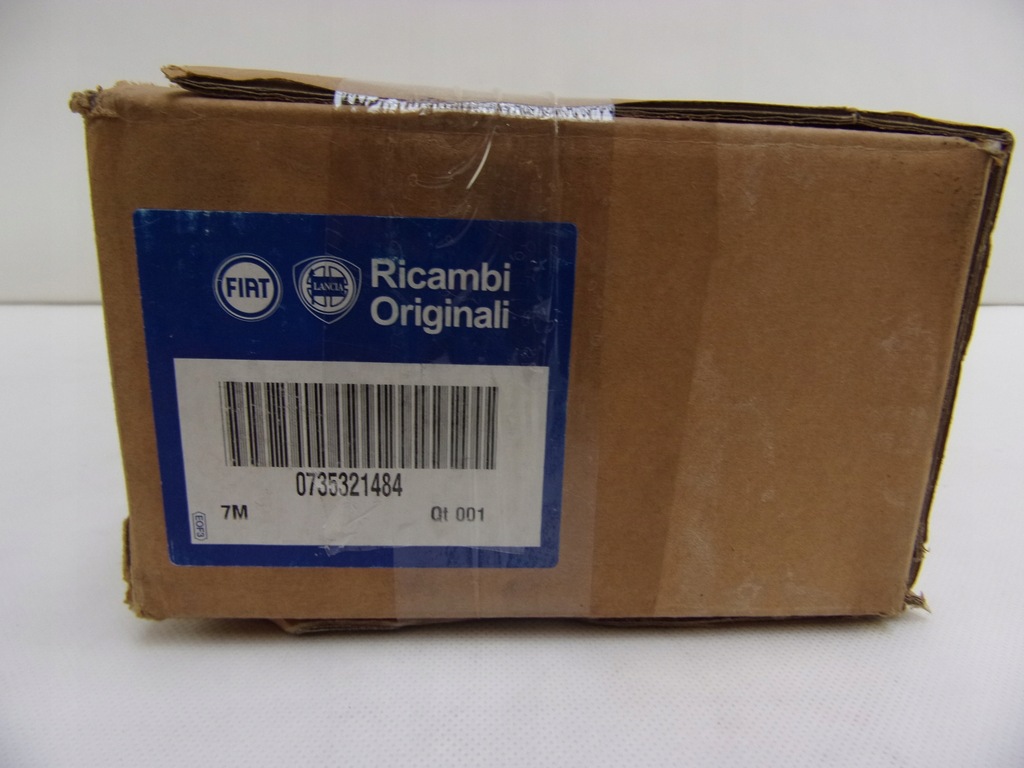 FIAT
LANCIA
Ricambi
Originali
0735321484
7M
Qt 001
EOF3